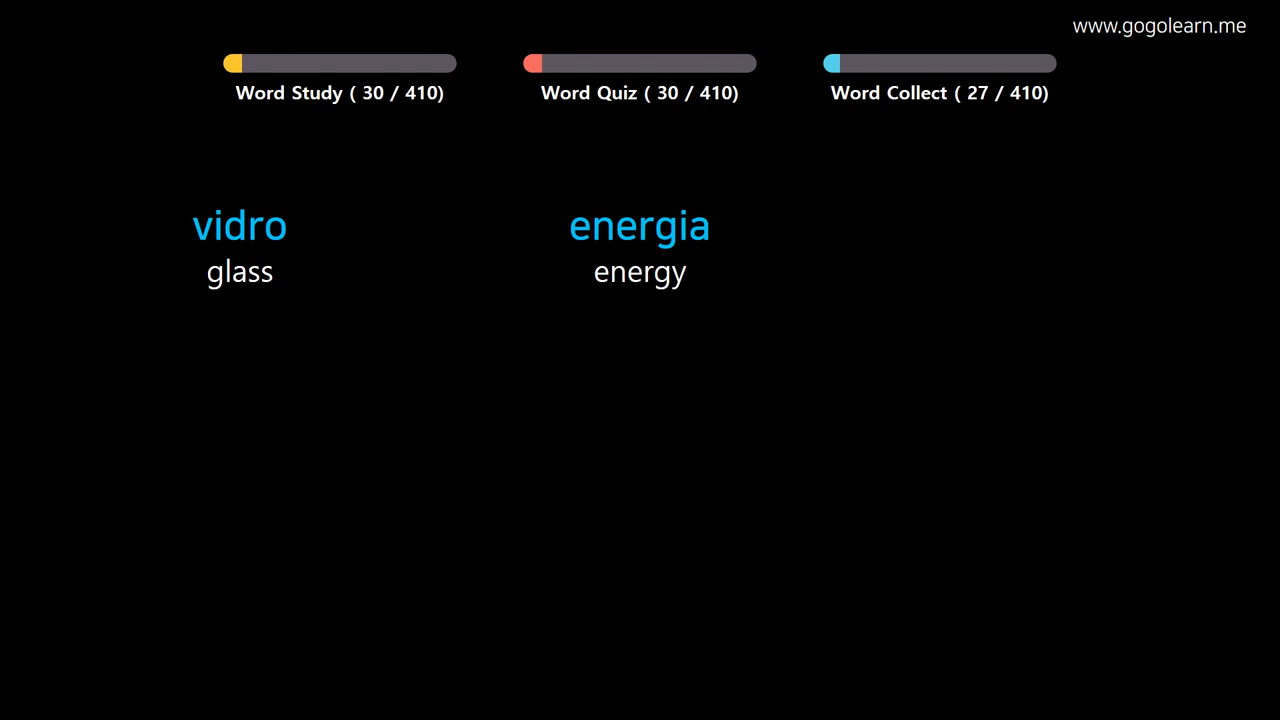 www.gogolearn.me
Word Study ( 30 / 410)
Word Quiz ( 30 / 410)
Word Collect ( 27 / 410)
vidro
glass
energia
energy